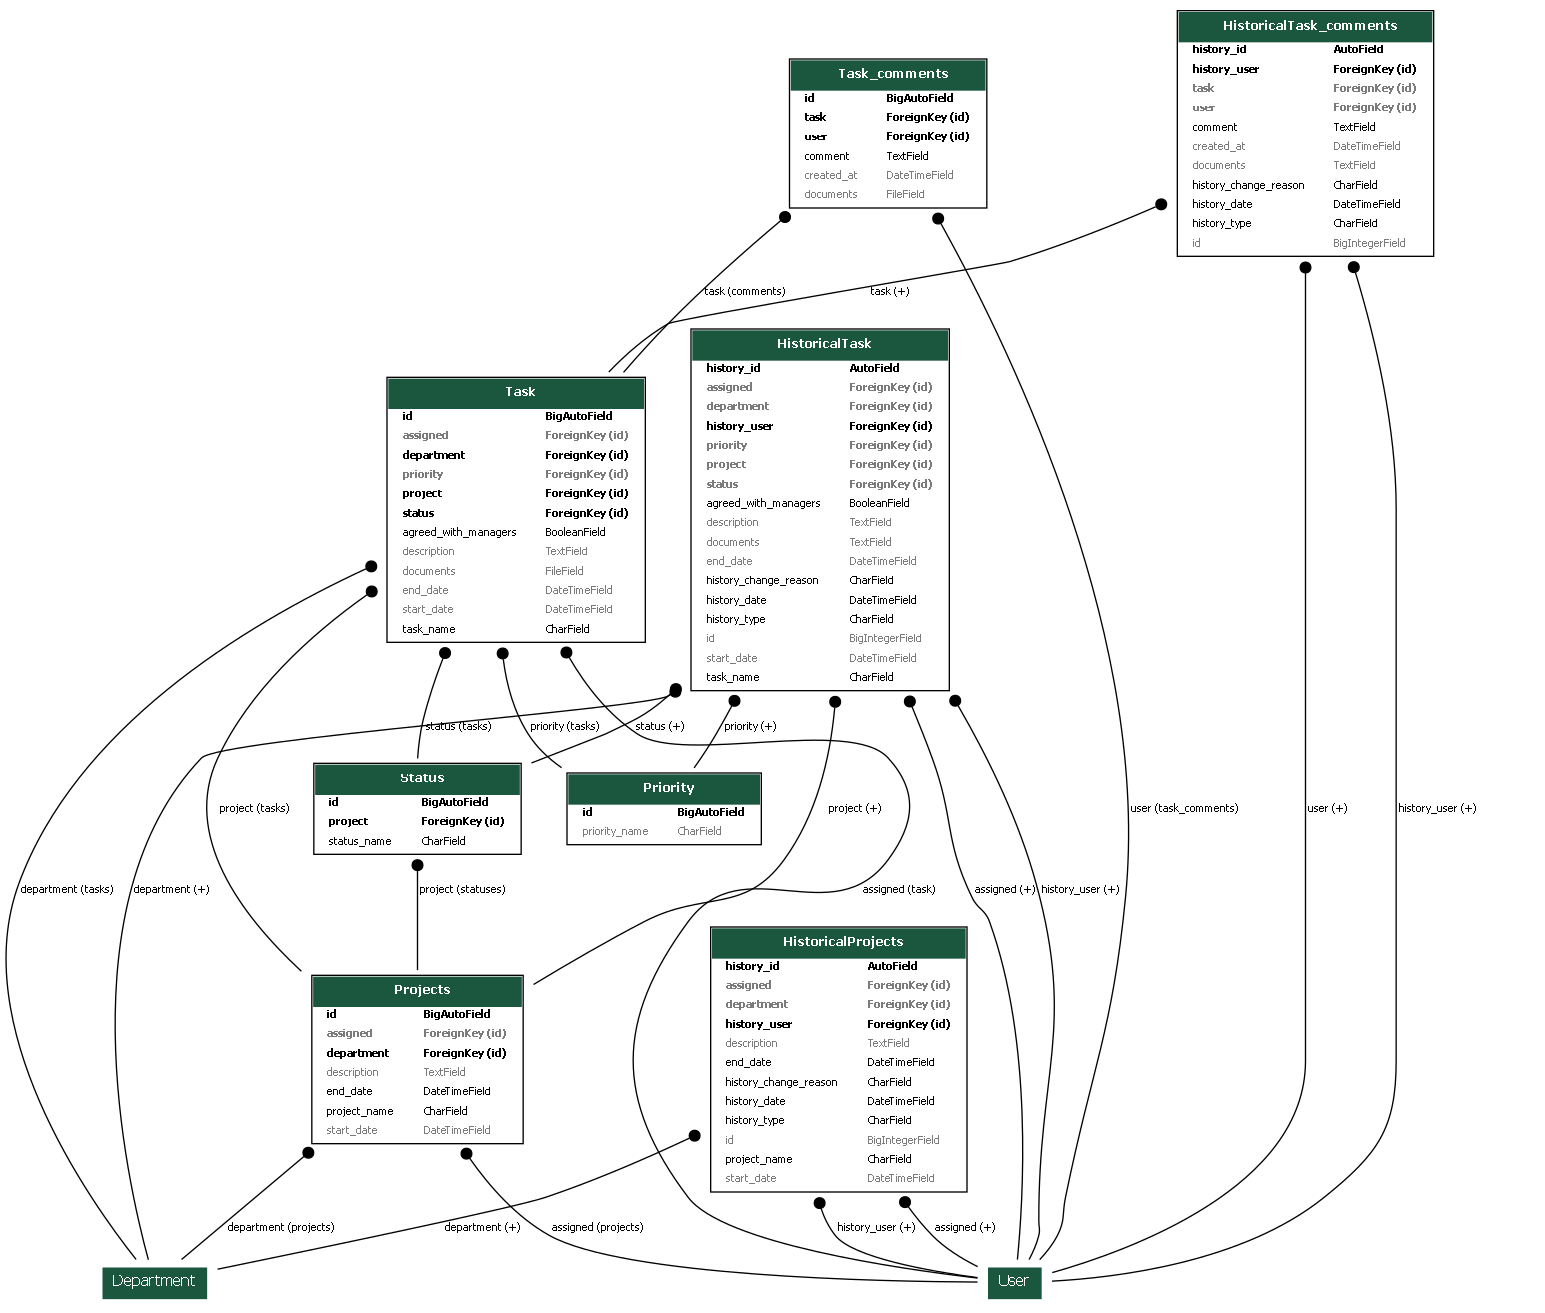 HistoricalTask_comments
history_id AutoField
history_user ForeignKey (id)
task ForeignKey (id)
user ForeignKey (id)
comment TextField
created_at DateTimeField
documents TextField
history_change_reason CharField
history_date DateTimeField
history_type CharField
id BigIntegerField
Task_comments
id BigAutoField
task ForeignKey (id)
user ForeignKey (id)
comment TextField
created_at DateTimeField
documents FileField
task (comments)
task (+)
HistoricalTask
history_id AutoField
assigned ForeignKey (id)
department ForeignKey (id)
history_user ForeignKey (id)
priority ForeignKey (id)
project ForeignKey (id)
status ForeignKey (id)
agreed_with_managers BooleanField
description TextField
documents TextField
end_date DateTimeField
history_change_reason CharField
history_date DateTimeField
history_type CharField
id BigIntegerField
start_date DateTimeField
task_name CharField
Task
id BigAutoField
assigned ForeignKey (id)
department ForeignKey (id)
priority ForeignKey (id)
project ForeignKey (id)
status ForeignKey (id)
agreed_with_managers BooleanField
description TextField
documents FileField
end_date DateTimeField
start_date DateTimeField
task_name CharField
status (tasks)
priority (tasks)
status (+)
priority (+)
Status
id BigAutoField
project ForeignKey (id)
status_name CharField
Priority
id BigAutoField
priority_name CharField
project (tasks)
project (+)
user (task_comments)
user (+)
history_user (+)
department (tasks)
department (+)
project (statuses)
assigned (task)
assigned (+)
history_user (+)
HistoricalProjects
history_id AutoField
assigned ForeignKey (id)
department ForeignKey (id)
history_user ForeignKey (id)
description TextField
end_date DateTimeField
history_change_reason CharField
history_date DateTimeField
history_type CharField
id BigIntegerField
project_name CharField
start_date DateTimeField
Projects
id BigAutoField
assigned ForeignKey (id)
department ForeignKey (id)
description TextField
end_date DateTimeField
project_name CharField
start_date DateTimeField
department (projects)
department (+)
assigned (projects)
history_user (+)
assigned (+)
Department
User